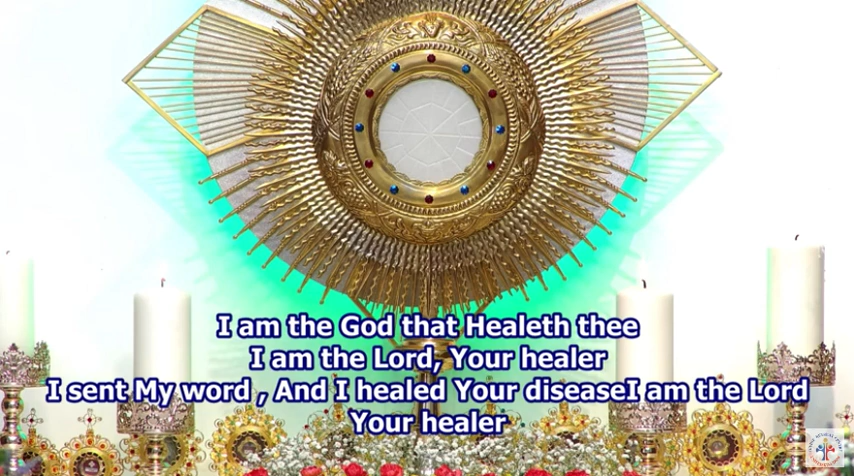 I am the God that Healeth thee
I am the Lord, Your healer
I sent My word , And I healed Your diseaseI am the Lord
Your healer